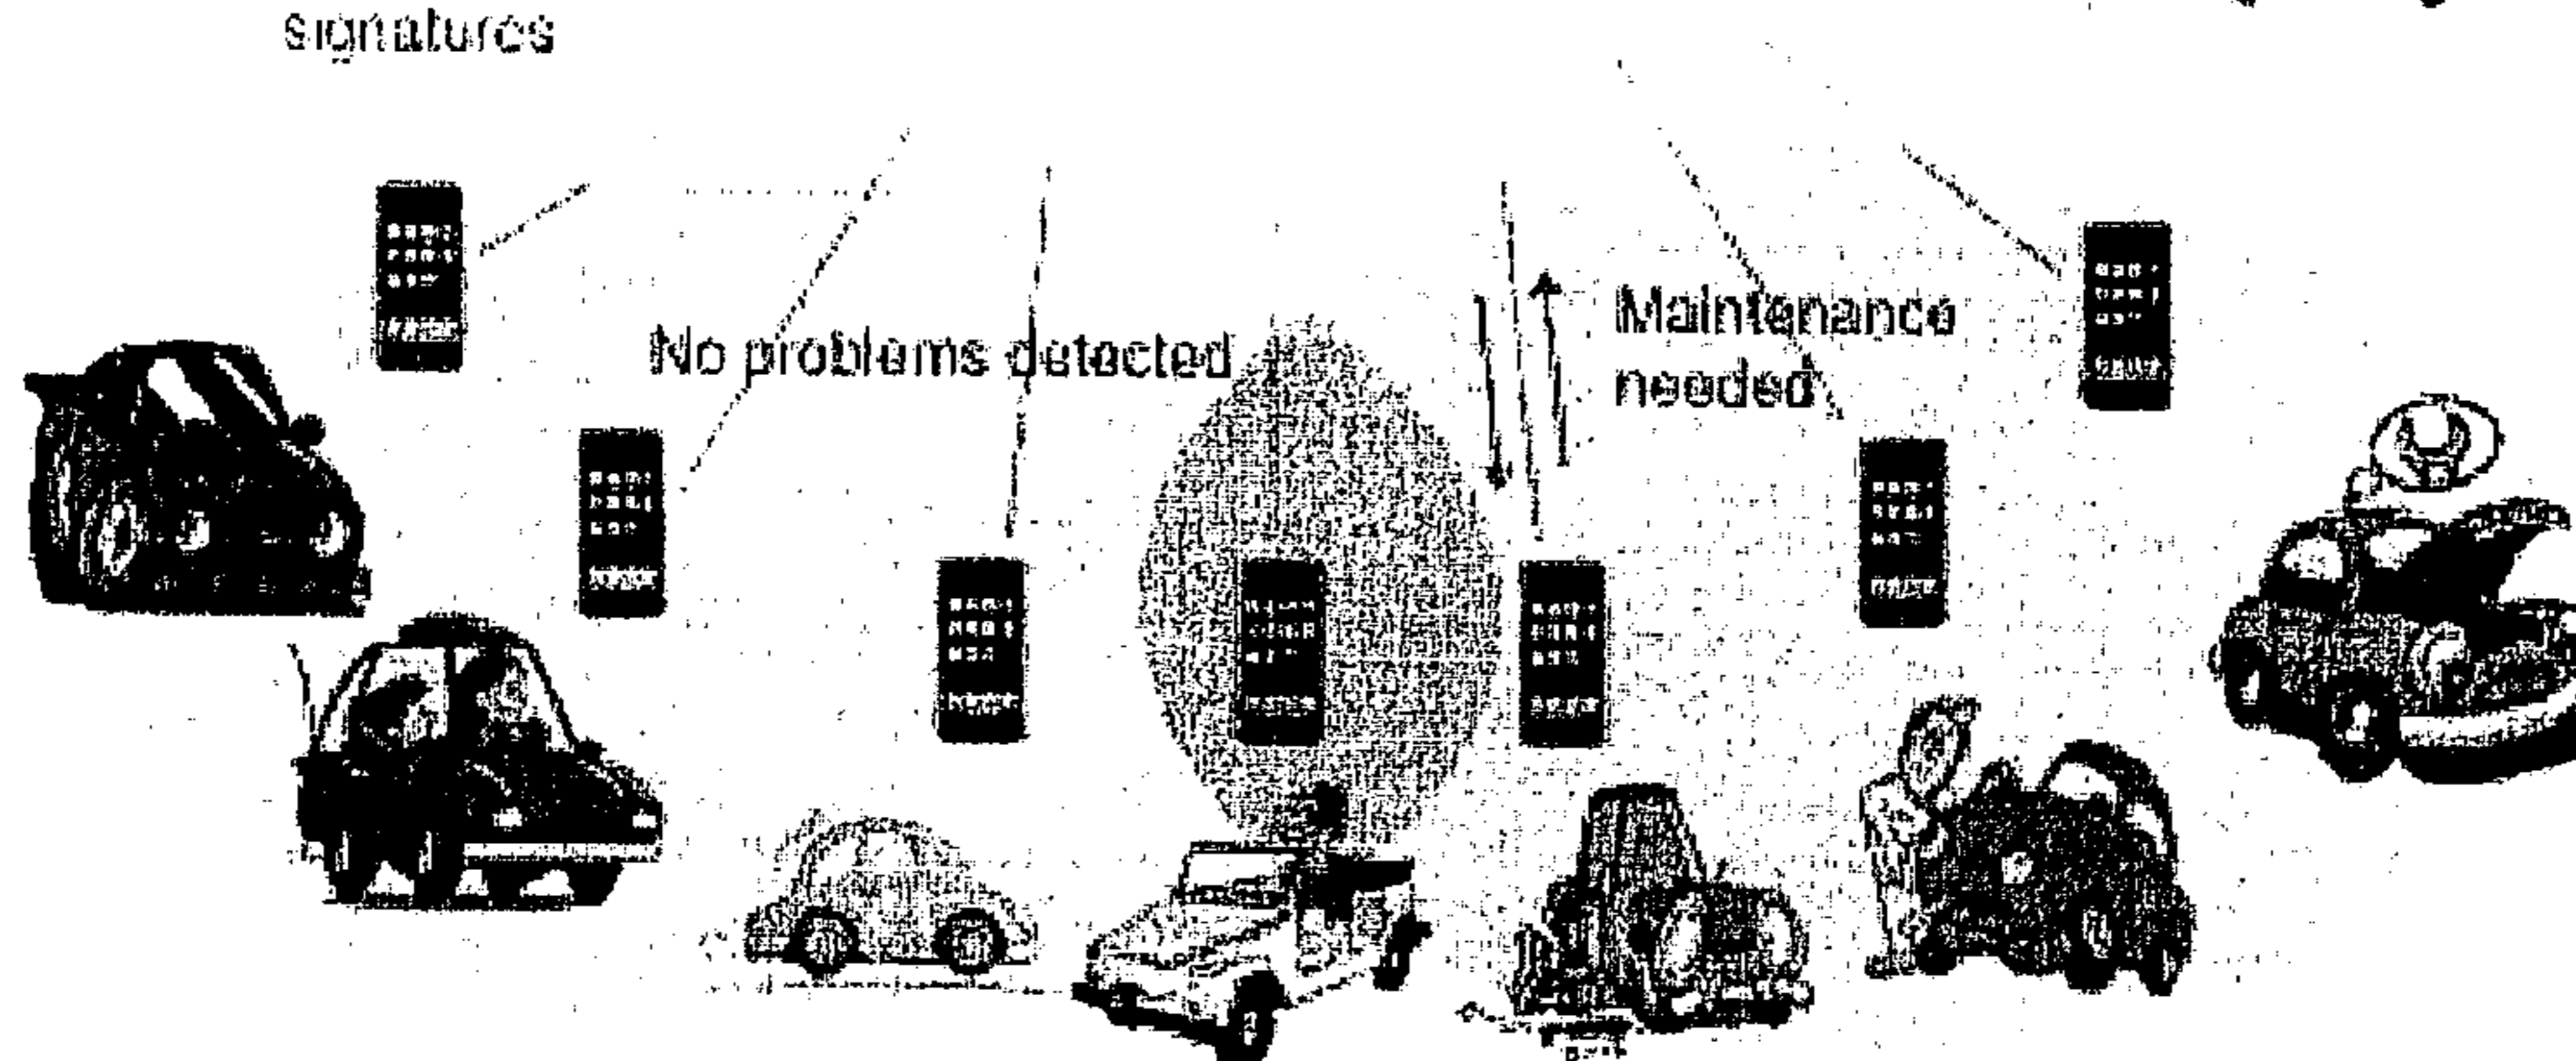 signatures
No problems detected
Maintenance
needed